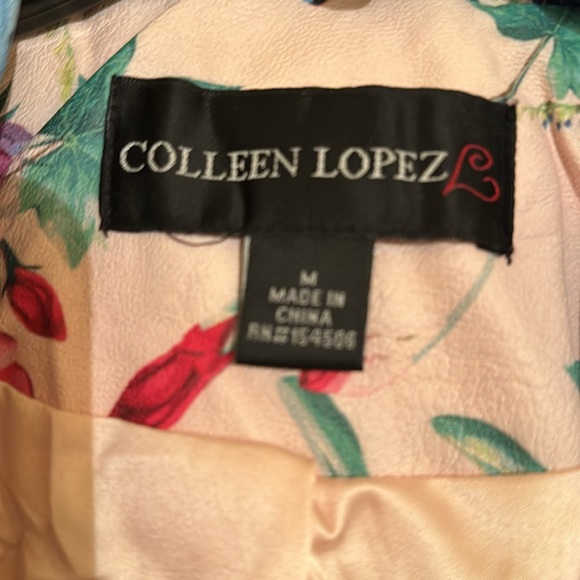 COLLEEN LOPEZ L
M
MADE IN
CHINA
RN#154506